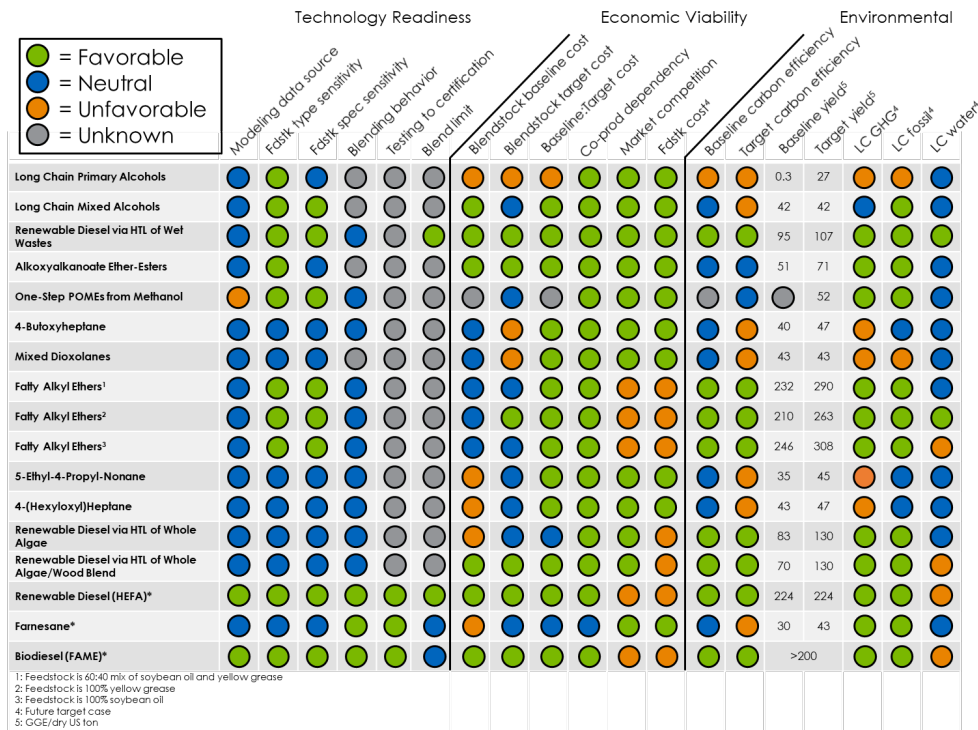 Technology Readiness
Economic Viability
Environmental
= Favorable
= Neutral
= Unfavorable
= Unknown
Modeling data source
Fdstk type sensitivity
Fdstk spec sensitivity
Blending behavior
Testing to certification
Blend limit
Blendstock baseline cost
Blendstock target cost
Baseline:Target cost
Co-prod dependency
Market competition
Fdstk cost⁴
Baseline carbon efficiency
Target carbon efficiency
Baseline yield⁵
Target yield⁵
LC GHG⁴
LC fossil⁴
LC water⁴
Long Chain Primary Alcohols 0.3 27
Long Chain Mixed Alcohols 42 42
Renewable Diesel via HTL of Wet
Wastes 95 107
Alkoxyalkanoate Ether-Esters 51 71
One-Step POMEs from Methanol 52
4-Butoxyheptane 40 47
Mixed Dioxolanes 43 43
Fatty Alkyl Ethers¹ 232 290
Fatty Alkyl Ethers² 210 263
Fatty Alkyl Ethers³ 246 308
5-Ethyl-4-Propyl-Nonane 35 45
4-(Hexyloxyl)Heptane 43 47
Renewable Diesel via HTL of Whole
Algae 83 130
Renewable Diesel via HTL of Whole
Algae/Wood Blend 70 130
Renewable Diesel (HEFA)* 224 224
Farnesane* 30 43
Biodiesel (FAME)* >200
1: Feedstock is 60:40 mix of soybean oil and yellow grease
2: Feedstock is 100% yellow grease
3: Feedstock is 100% soybean oil
4: Future target case
5: GGE/dry US ton